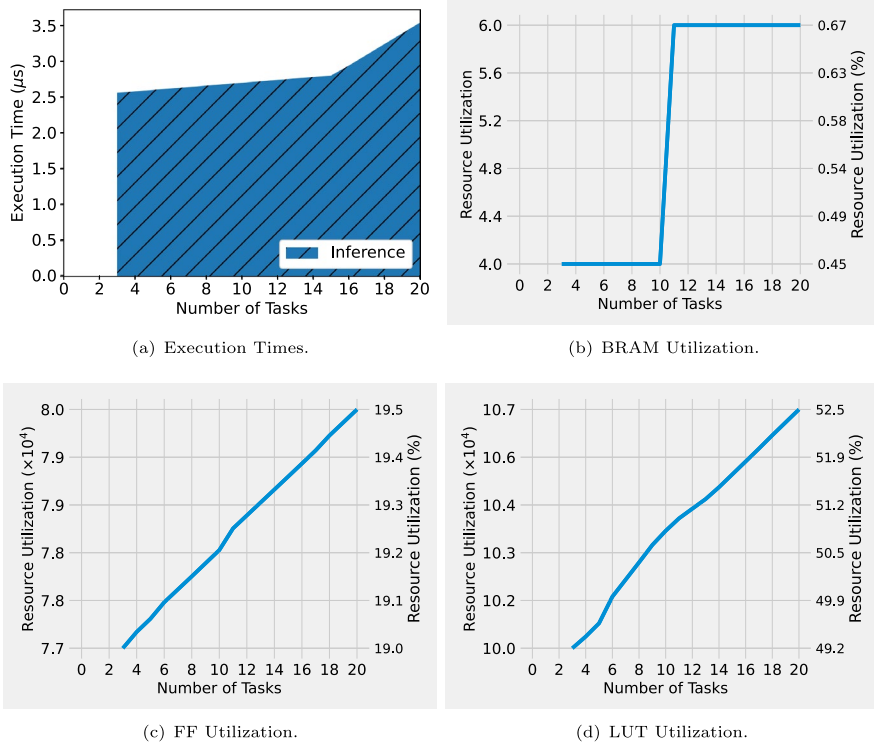 3.5
3.0
2.5
2.0
1.5
1.0
0.5
0.0
Execution Time (μs)
Inference
0 2 4 6 8 10 12 14 16 18 20
Number of Tasks
(a) Execution Times.
6.0
5.6
5.2
4.8
4.4
4.0
Resource Utilization
0.67
0.63
0.58
0.54
0.49
0.45
Resource Utilization (%)
0 2 4 6 8 10 12 14 16 18 20
Number of Tasks
(b) BRAM Utilization.
8.0
7.9
7.9
7.8
7.8
7.7
Resource Utilization (×10⁴)
19.5
19.4
19.3
19.2
19.1
19.0
Resource Utilization (%)
0 2 4 6 8 10 12 14 16 18 20
Number of Tasks
(c) FF Utilization.
10.7
10.6
10.4
10.3
10.2
10.0
Resource Utilization (×10⁴)
52.5
51.9
51.2
50.5
49.9
49.2
Resource Utilization (%)
0 2 4 6 8 10 12 14 16 18 20
Number of Tasks
(d) LUT Utilization.